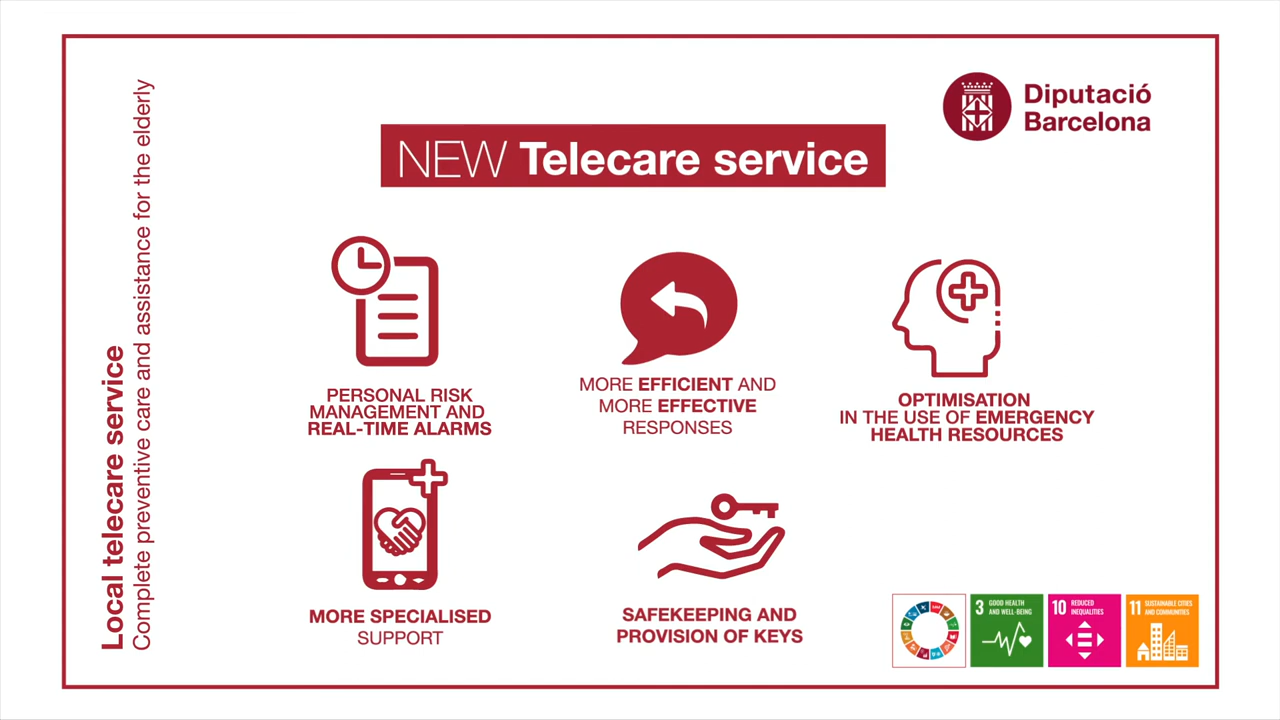 Local telecare service
Complete preventive care and assistance for the elderly
Diputació
Barcelona
NEW Telecare service
PERSONAL RISK
MANAGEMENT AND
REAL-TIME ALARMS
MORE EFFICIENT AND
MORE EFFECTIVE
RESPONSES
OPTIMISATION
IN THE USE OF EMERGENCY
HEALTH RESOURCES
MORE SPECIALISED
SUPPORT
SAFEKEEPING AND
PROVISION OF KEYS
3 GOOD HEALTH
AND WELL-BEING
10 REDUCED
INEQUALITIES
11 SUSTAINABLE CITIES
AND COMMUNITIES